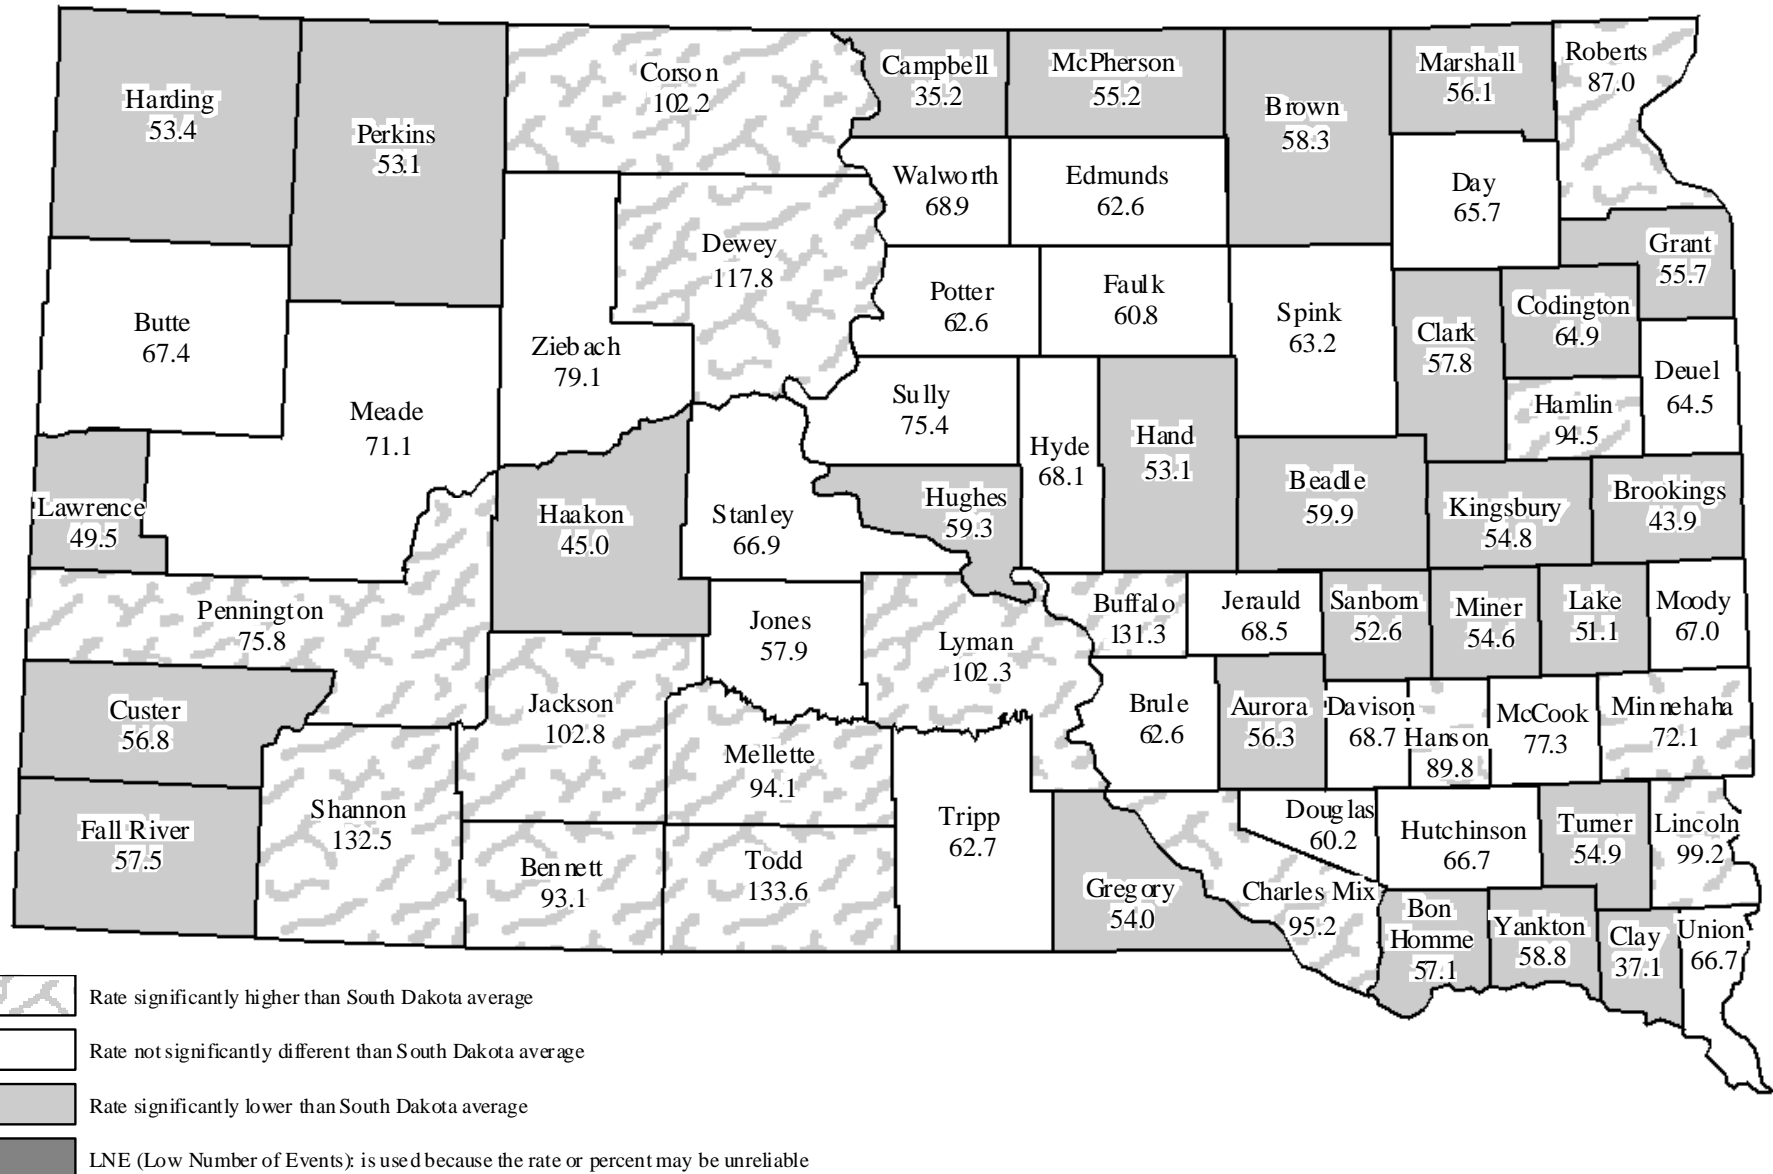 Harding
53.4
Perkins
53.1
Corson
102.2
Campbell
35.2
McPherson
55.2
Brown
58.3
Marshall
56.1
Roberts
87.0
Walworth
68.9
Edmunds
62.6
Day
65.7
Grant
55.7
Dewey
117.8
Butte
67.4
Ziebach
79.1
Potter
62.6
Faulk
60.8
Spink
63.2
Clark
57.8
Codington
64.9
Deuel
64.5
Meade
71.1
Sully
75.4
Hyde
68.1
Hand
53.1
Hamlin
94.5
Lawrence
49.5
Haakon
45.0
Stanley
66.9
Hughes
59.3
Beadle
59.9
Kingsbury
54.8
Brookings
43.9
Pennington
75.8
Jones
57.9
Lyman
102.3
Buffalo
131.3
Jerauld
68.5
Sanborn
52.6
Miner
54.6
Lake
51.1
Moody
67.0
Custer
56.8
Jackson
102.8
Mellette
94.1
Brule
62.6
Aurora
56.3
Davison
68.7
Hanson
89.8
McCook
77.3
Minnehaha
72.1
Fall River
57.5
Shannon
132.5
Bennett
93.1
Todd
133.6
Tripp
62.7
Gregory
54.0
Charles Mix
95.2
Douglas
60.2
Hutchinson
66.7
Turner
54.9
Lincoln
99.2
Bon
Homme
57.1
Yankton
58.8
Clay
37.1
Union
66.7
Rate significantly higher than South Dakota average
Rate not significantly different than South Dakota average
Rate significantly lower than South Dakota average
LNE (Low Number of Events): is used because the rate or percent may be unreliable